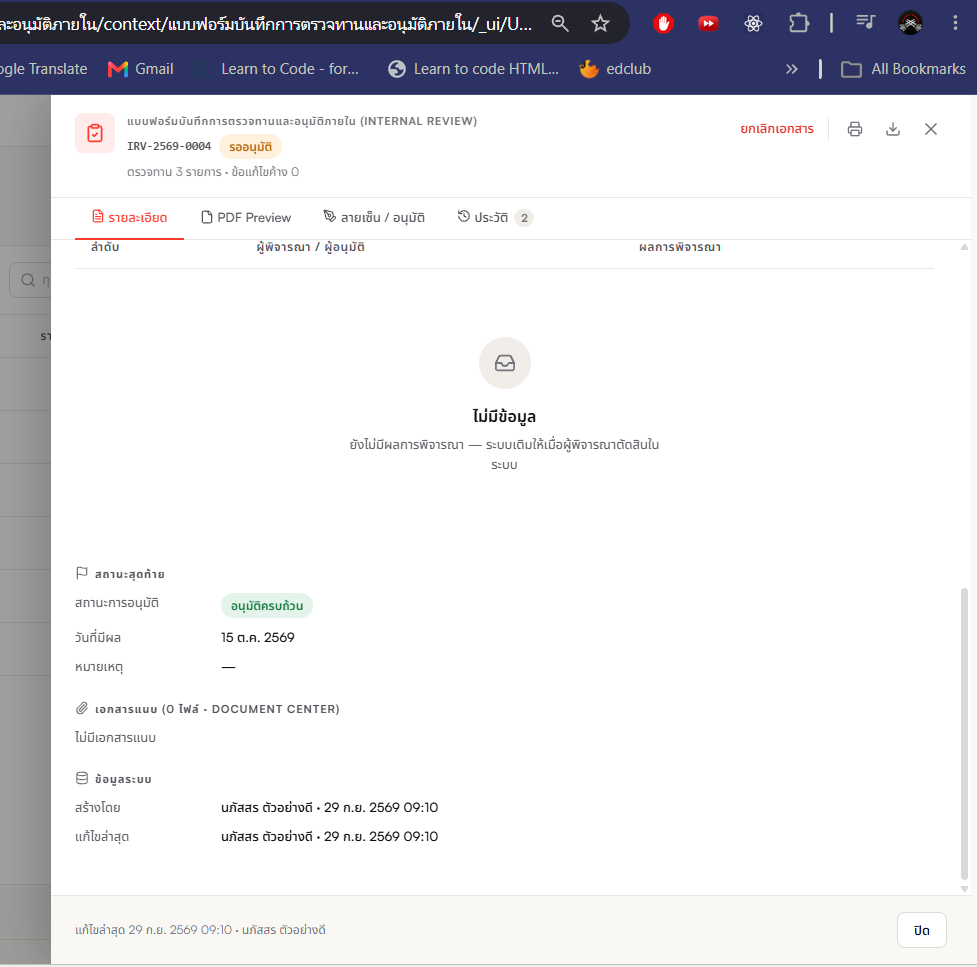 ละอนุมัติภายใน/context/แบบฟอร์มบันทึกการตรวจทานและอนุมัติภายใน/_ui/U...
gle Translate Gmail Learn to Code - for... Learn to code HTML... edclub » All Bookmarks
แบบฟอร์มบันทึกการตรวจทานและอนุมัติภายใน (INTERNAL REVIEW)
IRV-2569-0004 รออนุมัติ
ยกเลิกเอกสาร
ตรวจทาน 3 รายการ • ข้อแก้ไขค้าง 0
รายละเอียด PDF Preview ลายเซ็น / อนุมัติ ประวัติ 2
ลำดับ ผู้พิจารณา / ผู้อนุมัติ ผลการพิจารณา
ไม่มีข้อมูล
ยังไม่มีผลการพิจารณา — ระบบเติมให้เมื่อผู้พิจารณาตัดสินใน
ระบบ
สถานะสุดท้าย
สถานะการอนุมัติ อนุมัติครบถ้วน
วันที่มีผล 15 ต.ค. 2569
หมายเหตุ —
เอกสารแนบ (0 ไฟล์ • DOCUMENT CENTER)
ไม่มีเอกสารแนบ
ข้อมูลระบบ
สร้างโดย นภัสสร ตัวอย่างดี • 29 ก.ย. 2569 09:10
แก้ไขล่าสุด นภัสสร ตัวอย่างดี • 29 ก.ย. 2569 09:10
แก้ไขล่าสุด 29 ก.ย. 2569 09:10 • นภัสสร ตัวอย่างดี
ปิด